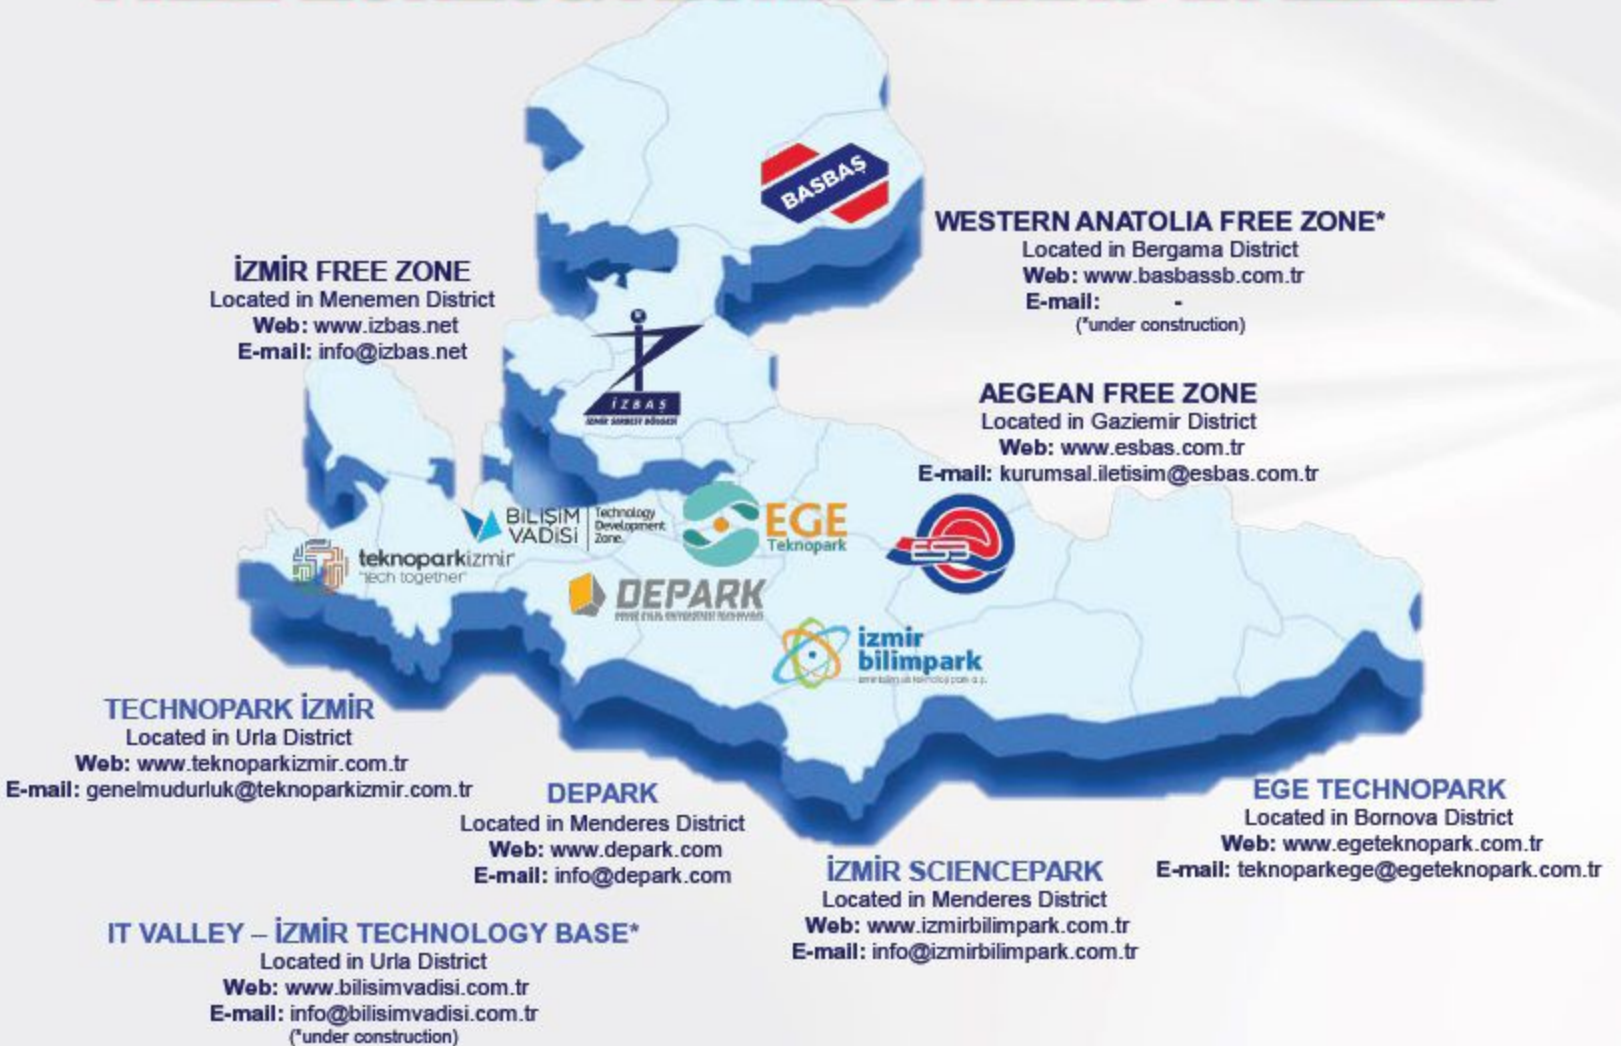 BASBAŞ
WESTERN ANATOLIA FREE ZONE*
Located in Bergama District
Web: www.basbassb.com.tr
E-mail: -
(*under construction)
İZMİR FREE ZONE
Located in Menemen District
Web: www.izbas.net
E-mail: info@izbas.net
İZBAŞ
İZMİR SERBEST BÖLGESİ
AEGEAN FREE ZONE
Located in Gaziemir District
Web: www.esbas.com.tr
E-mail: kurumsal.iletisim@esbas.com.tr
BİLİŞİM
VADİSİ
Technology
Development
Zone.
EGE
Teknopark
ESB
teknoparkizmir
"tech together"
DEPARK
izmir
bilimpark
TECHNOPARK İZMİR
Located in Urla District
Web: www.teknoparkizmir.com.tr
E-mail: genelmudurluk@teknoparkizmir.com.tr
DEPARK
Located in Menderes District
Web: www.depark.com
E-mail: info@depark.com
EGE TECHNOPARK
Located in Bornova District
Web: www.egeteknopark.com.tr
E-mail: teknoparkege@egeteknopark.com.tr
İZMİR SCIENCEPARK
Located in Menderes District
Web: www.izmirbilimpark.com.tr
E-mail: info@izmirbilimpark.com.tr
IT VALLEY – İZMİR TECHNOLOGY BASE*
Located in Urla District
Web: www.bilisimvadisi.com.tr
E-mail: info@bilisimvadisi.com.tr
(*under construction)